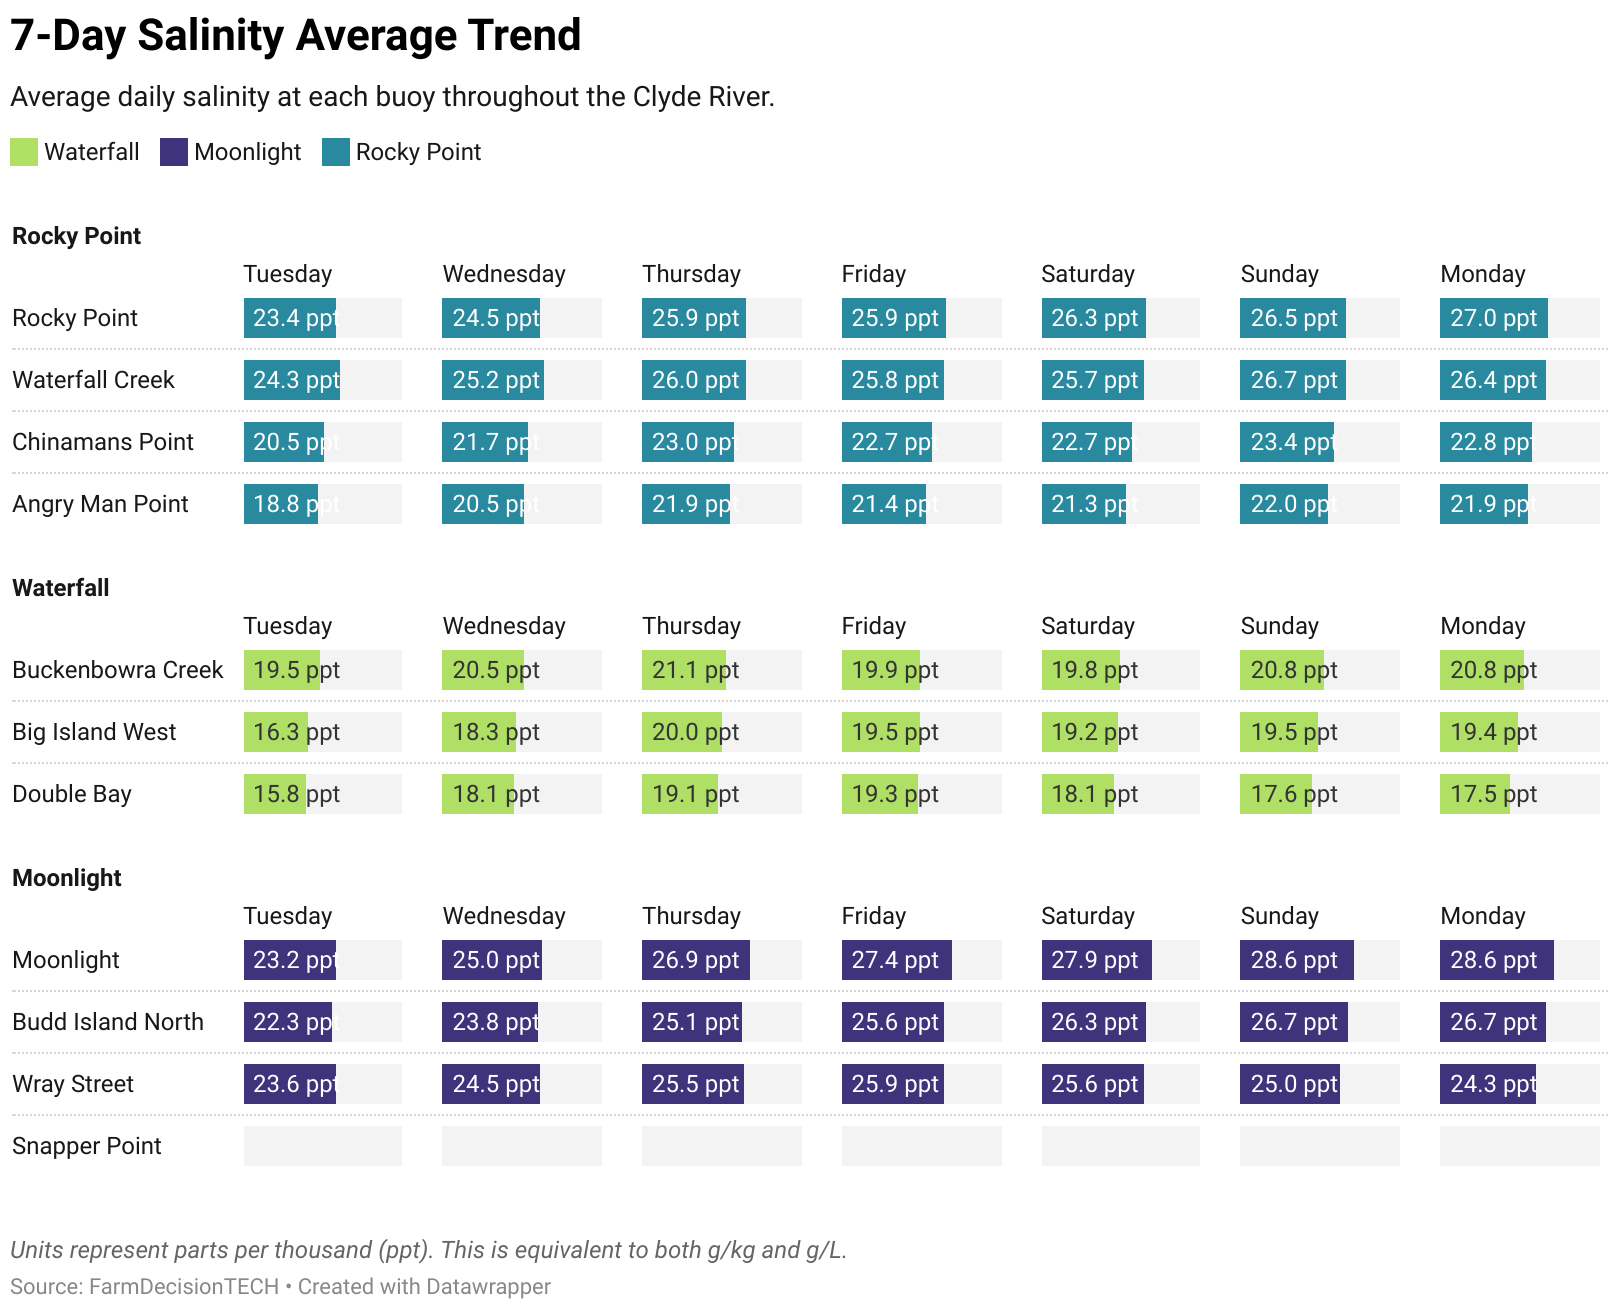 7-Day Salinity Average Trend
Average daily salinity at each buoy throughout the Clyde River.
Waterfall Moonlight Rocky Point
Rocky Point
Tuesday Wednesday Thursday Friday Saturday Sunday Monday
Rocky Point 23.4 ppt 24.5 ppt 25.9 ppt 25.9 ppt 26.3 ppt 26.5 ppt 27.0 ppt
Waterfall Creek 24.3 ppt 25.2 ppt 26.0 ppt 25.8 ppt 25.7 ppt 26.7 ppt 26.4 ppt
Chinamans Point 20.5 ppt 21.7 ppt 23.0 ppt 22.7 ppt 22.7 ppt 23.4 ppt 22.8 ppt
Angry Man Point 18.8 ppt 20.5 ppt 21.9 ppt 21.4 ppt 21.3 ppt 22.0 ppt 21.9 ppt
Waterfall
Tuesday Wednesday Thursday Friday Saturday Sunday Monday
Buckenbowra Creek 19.5 ppt 20.5 ppt 21.1 ppt 19.9 ppt 19.8 ppt 20.8 ppt 20.8 ppt
Big Island West 16.3 ppt 18.3 ppt 20.0 ppt 19.5 ppt 19.2 ppt 19.5 ppt 19.4 ppt
Double Bay 15.8 ppt 18.1 ppt 19.1 ppt 19.3 ppt 18.1 ppt 17.6 ppt 17.5 ppt
Moonlight
Tuesday Wednesday Thursday Friday Saturday Sunday Monday
Moonlight 23.2 ppt 25.0 ppt 26.9 ppt 27.4 ppt 27.9 ppt 28.6 ppt 28.6 ppt
Budd Island North 22.3 ppt 23.8 ppt 25.1 ppt 25.6 ppt 26.3 ppt 26.7 ppt 26.7 ppt
Wray Street 23.6 ppt 24.5 ppt 25.5 ppt 25.9 ppt 25.6 ppt 25.0 ppt 24.3 ppt
Snapper Point
Units represent parts per thousand (ppt). This is equivalent to both g/kg and g/L.
Source: FarmDecisionTECH • Created with Datawrapper